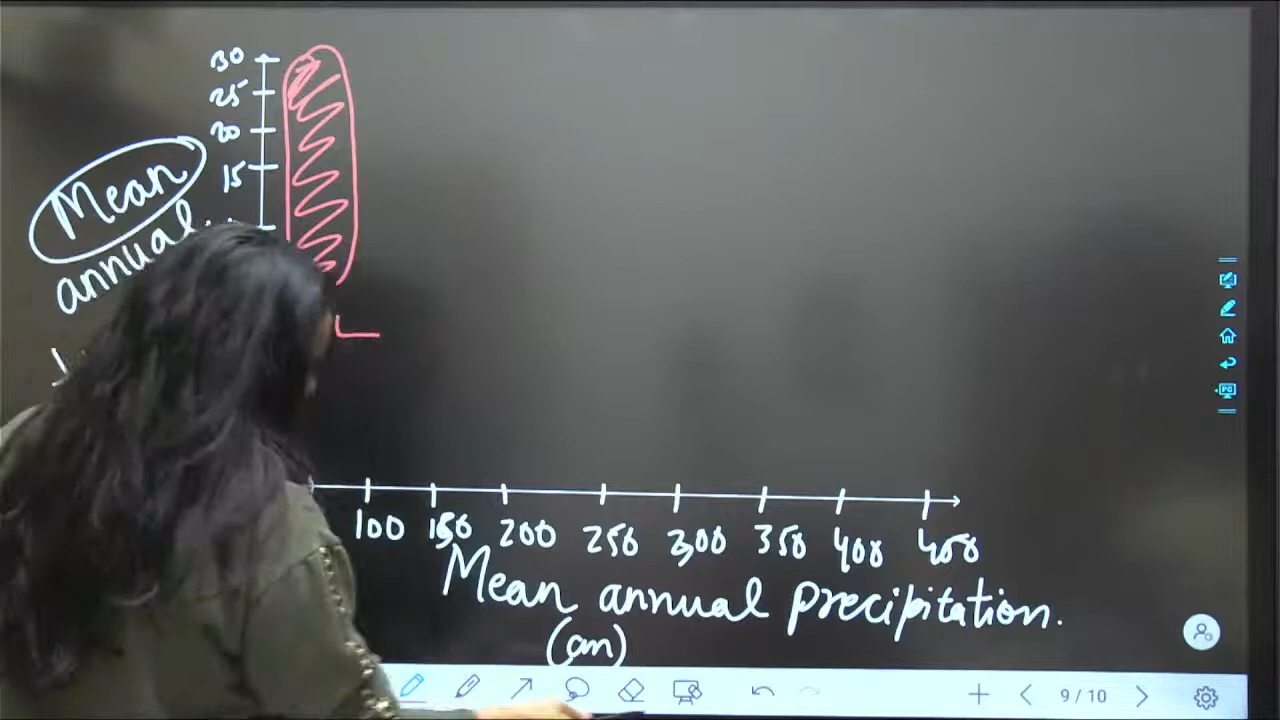 30
25
20
15
Mean
annual
100 150 200 250 300 350 400 450
Mean annual precipitation.
(cm)
9 / 10